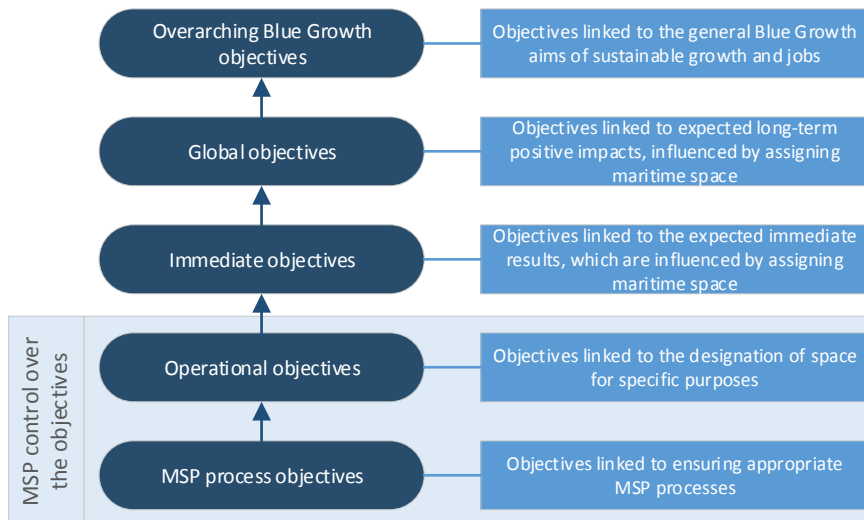 Overarching Blue Growth
objectives
Objectives linked to the general Blue Growth
aims of sustainable growth and jobs
Global objectives
Objectives linked to expected long-term
positive impacts, influenced by assigning
maritime space
Immediate objectives
Objectives linked to the expected immediate
results, which are influenced by assigning
maritime space
MSP control over
the objectives
Operational objectives
Objectives linked to the designation of space
for specific purposes
MSP process objectives
Objectives linked to ensuring appropriate
MSP processes